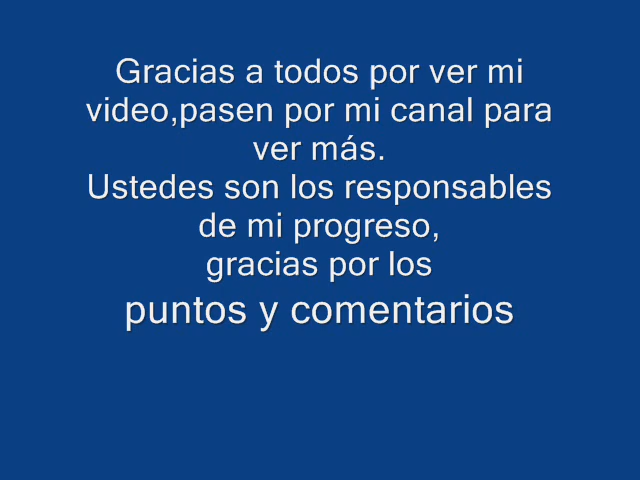 Gracias a todos por ver mi
video,pasen por mi canal para
ver más.
Ustedes son los responsables
de mi progreso,
gracias por los
puntos y comentarios